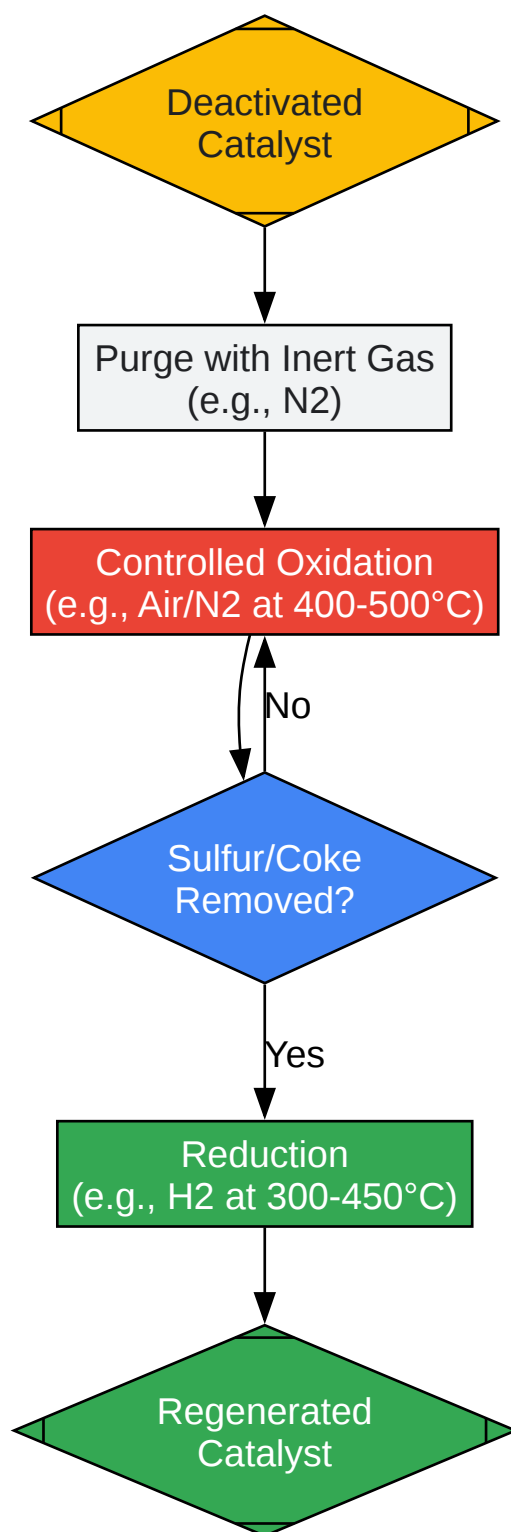 Deactivated
Catalyst
Purge with Inert Gas
(e.g., N2)
Controlled Oxidation
(e.g., Air/N2 at 400-500°C)
No
Sulfur/Coke
Removed?
Yes
Reduction
(e.g., H2 at 300-450°C)
Regenerated
Catalyst